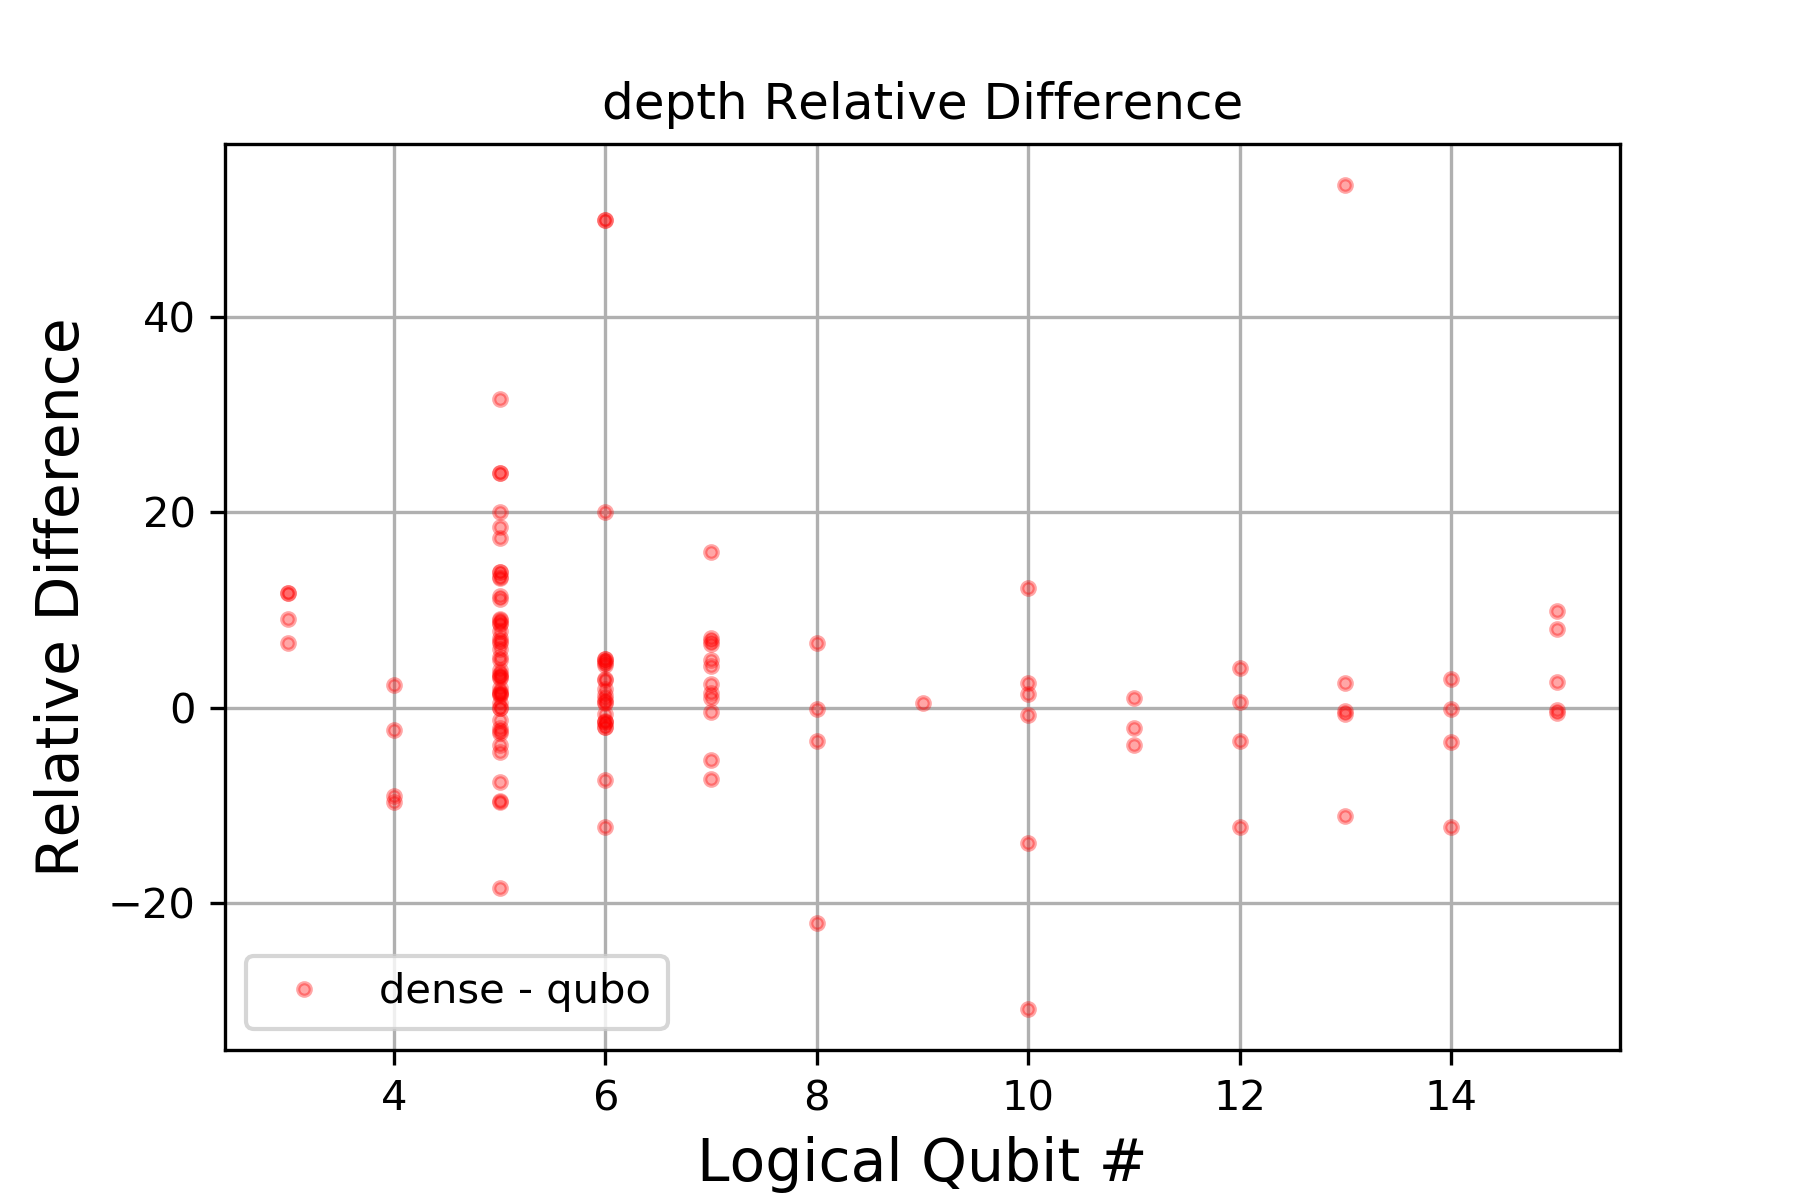 depth Relative Difference
Relative Difference
40
20
0
−20
dense - qubo
4 6 8 10 12 14
Logical Qubit #